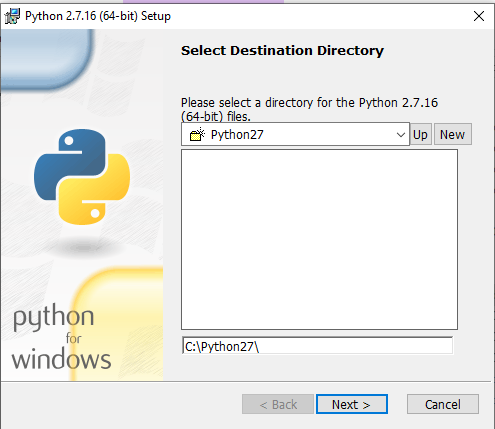 Python 2.7.16 (64-bit) Setup
Select Destination Directory
Please select a directory for the Python 2.7.16
(64-bit) files.
Python27
Up
New
C:\Python27\
python
for
windows
< Back
Next >
Cancel